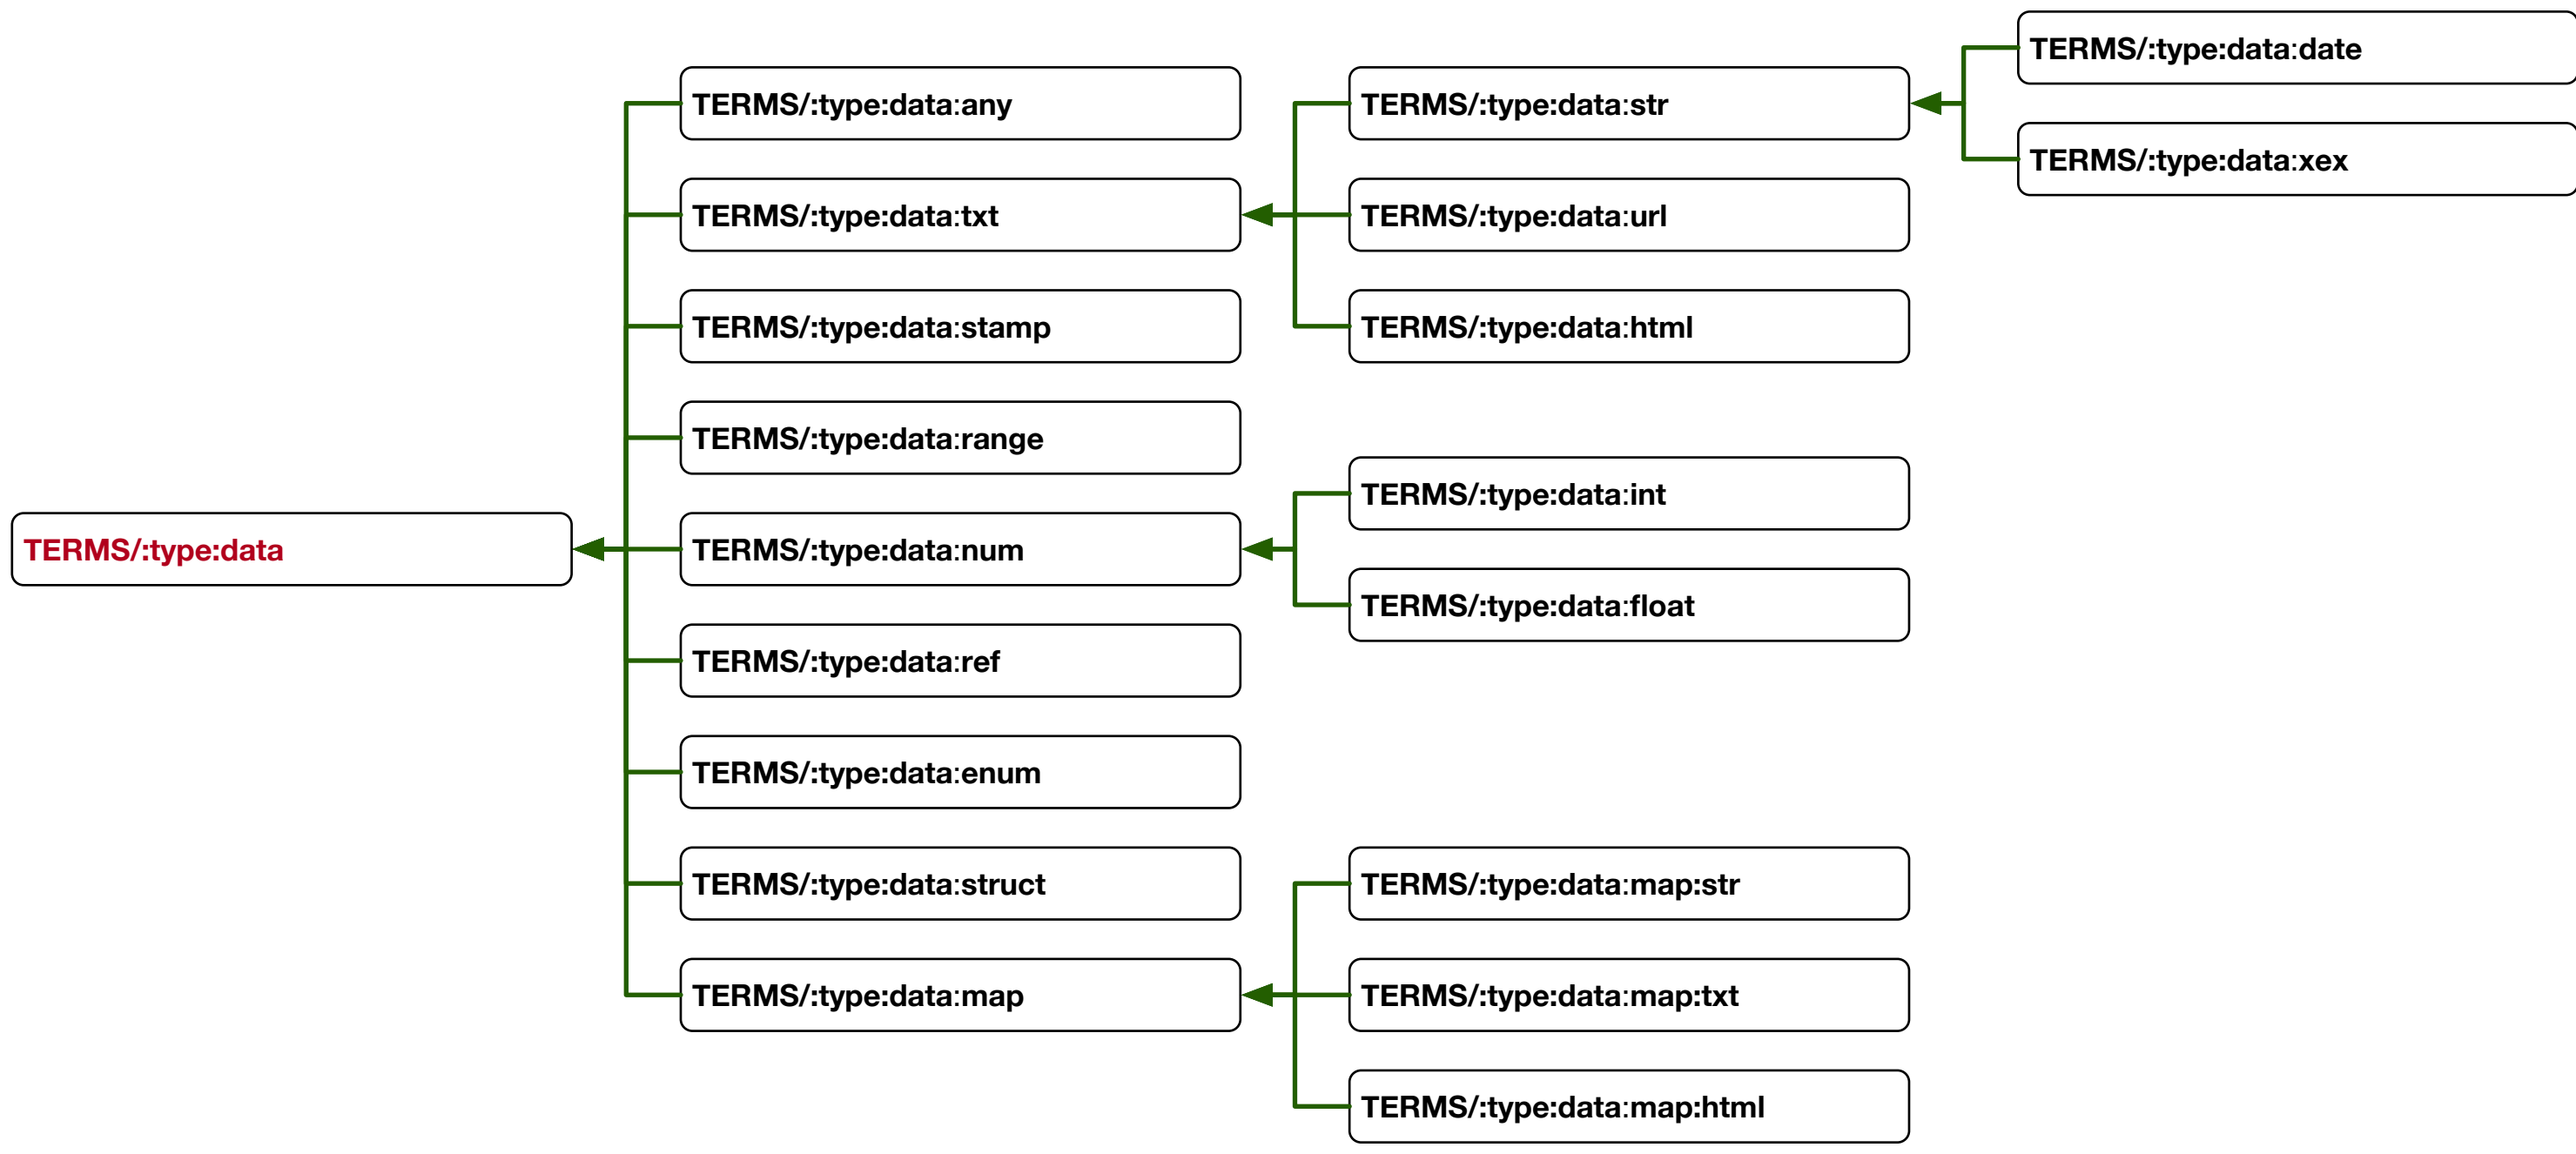 TERMS/:type:data
TERMS/:type:data:any
TERMS/:type:data:txt
TERMS/:type:data:stamp
TERMS/:type:data:range
TERMS/:type:data:num
TERMS/:type:data:ref
TERMS/:type:data:enum
TERMS/:type:data:struct
TERMS/:type:data:map
TERMS/:type:data:str
TERMS/:type:data:url
TERMS/:type:data:html
TERMS/:type:data:int
TERMS/:type:data:float
TERMS/:type:data:map:str
TERMS/:type:data:map:txt
TERMS/:type:data:map:html
TERMS/:type:data:date
TERMS/:type:data:xex